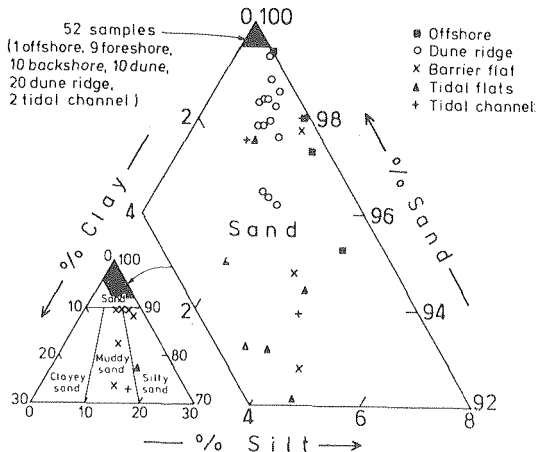 52 samples
(1 offshore, 9 foreshore,
10 backshore, 10 dune,
20 dune ridge,
2 tidal channel)
0 100
Offshore
Dune ridge
Barrier flat
Tidal flats
Tidal channel
2
98
4
96
% Clay
% Sand
Sand
2
94
4
6
8
92
0 100
Sand
10
90
20
80
Clayey
sand
Muddy
sand
Silty
sand
30
70
0
10
20
30
% Silt